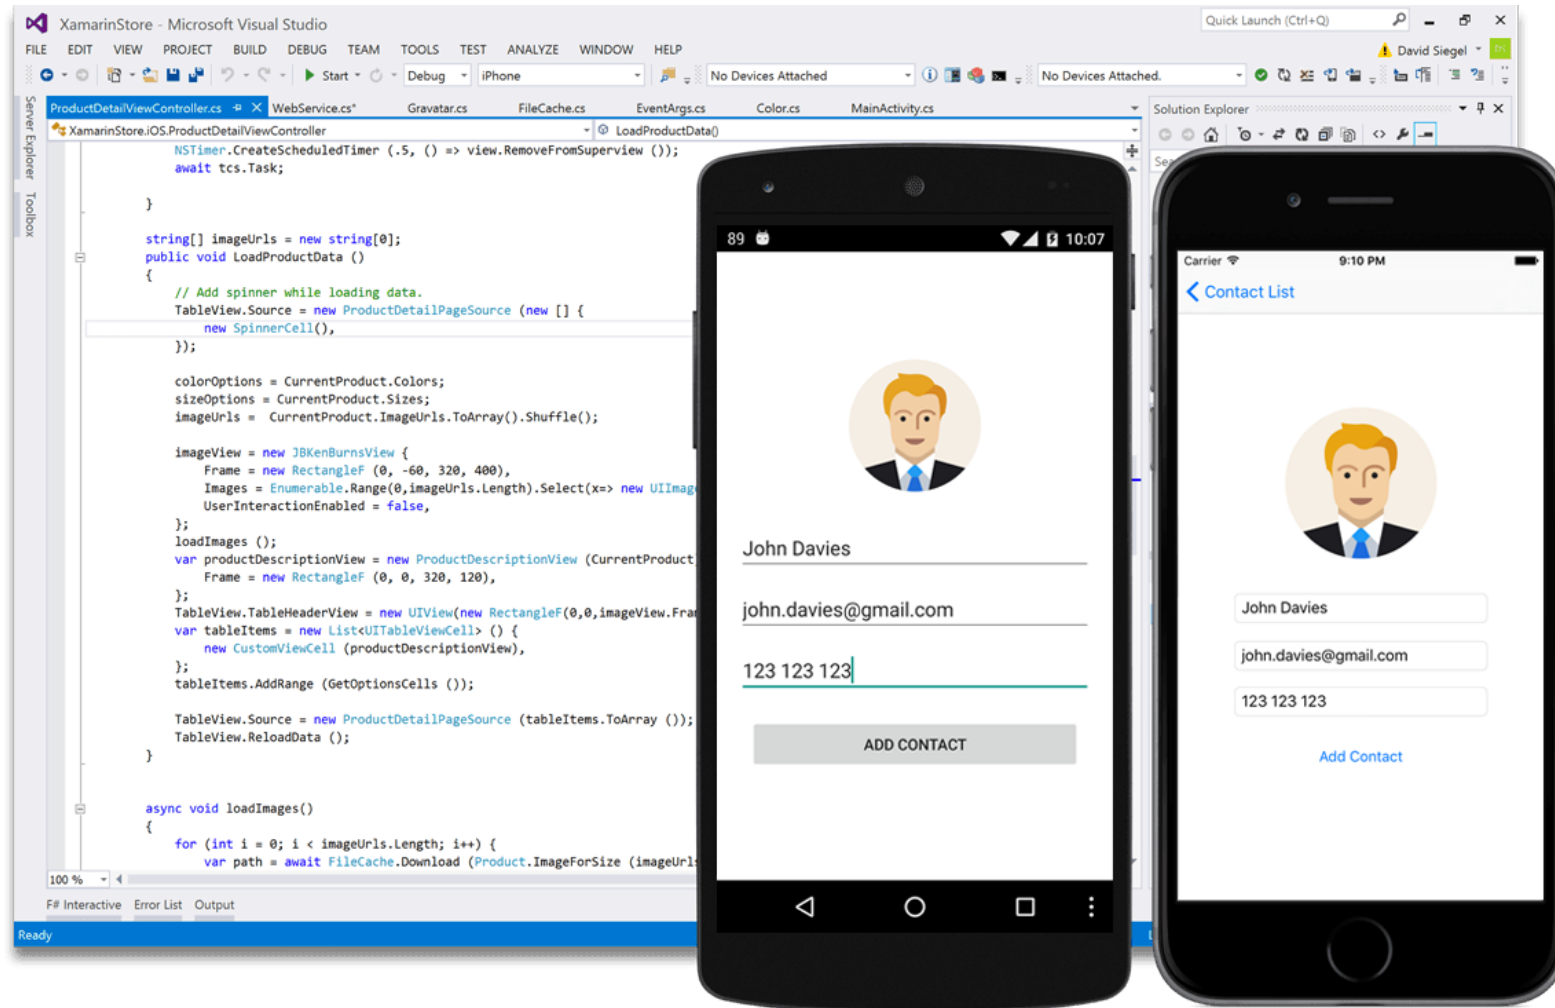 XamarinStore - Microsoft Visual Studio
Quick Launch (Ctrl+Q)
FILE EDIT VIEW PROJECT BUILD DEBUG TEAM TOOLS TEST ANALYZE WINDOW HELP
David Siegel
Start Debug iPhone No Devices Attached No Devices Attached.
Server Explorer
Toolbox
ProductDetailViewController.cs WebService.cs* Gravatar.cs FileCache.cs EventArgs.cs Color.cs MainActivity.cs
Solution Explorer
XamarinStore.iOS.ProductDetailViewController LoadProductData()
NSTimer.CreateScheduledTimer (.5, () => view.RemoveFromSuperview ());
await tcs.Task;
}
string[] imageUrls = new string[0];
public void LoadProductData ()
{
// Add spinner while loading data.
TableView.Source = new ProductDetailPageSource (new [] {
new SpinnerCell(),
});
colorOptions = CurrentProduct.Colors;
sizeOptions = CurrentProduct.Sizes;
imageUrls = CurrentProduct.ImageUrls.ToArray().Shuffle();
imageView = new JBKenBurnsView {
Frame = new RectangleF (0, -60, 320, 400),
Images = Enumerable.Range(0,imageUrls.Length).Select(x=> new UIImag
UserInteractionEnabled = false,
};
loadImages ();
var productDescriptionView = new ProductDescriptionView (CurrentProduct
Frame = new RectangleF (0, 0, 320, 120),
};
TableView.TableHeaderView = new UIView(new RectangleF(0,0,imageView.Fra
var tableItems = new List<UITableViewCell> () {
new CustomViewCell (productDescriptionView),
};
tableItems.AddRange (GetOptionsCells ());
TableView.Source = new ProductDetailPageSource (tableItems.ToArray ());
TableView.ReloadData ();
}
async void loadImages()
{
for (int i = 0; i < imageUrls.Length; i++) {
var path = await FileCache.Download (Product.ImageForSize (imageUrls
100 %
F# Interactive Error List Output
Ready
89 10:07
John Davies
john.davies@gmail.com
123 123 123
ADD CONTACT
Carrier 9:10 PM
Contact List
John Davies
john.davies@gmail.com
123 123 123
Add Contact